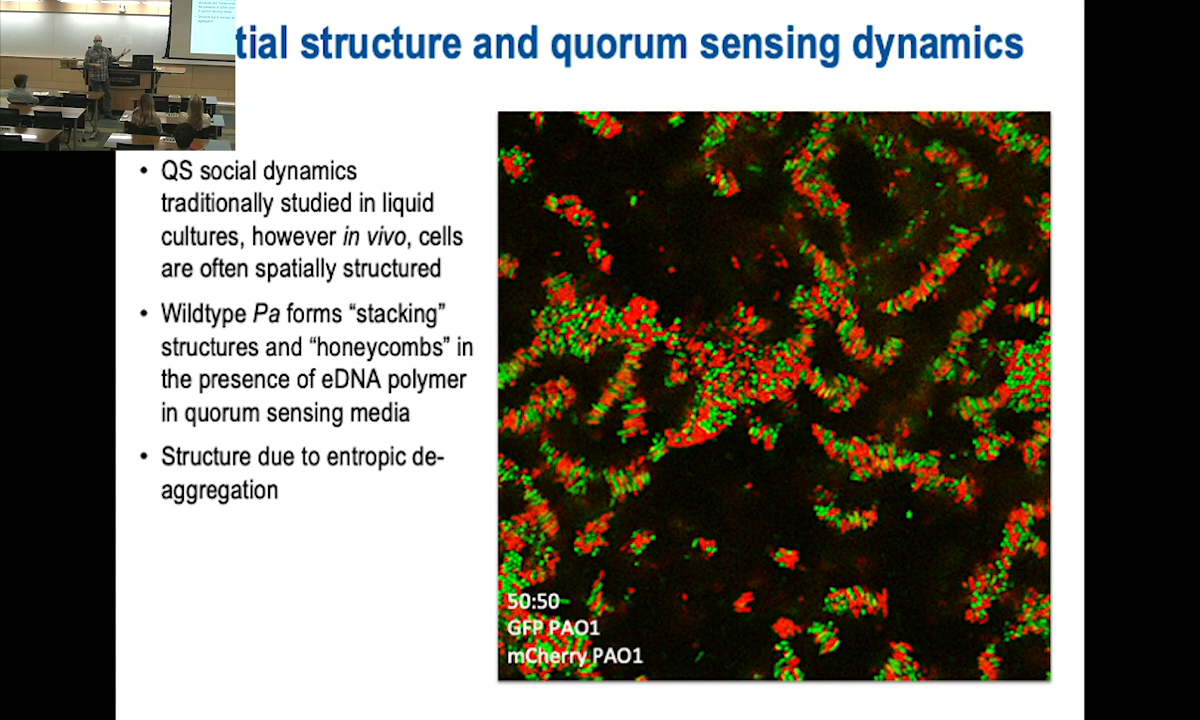 tial structure and quorum sensing dynamics
• QS social dynamics
traditionally studied in liquid
cultures, however in vivo, cells
are often spatially structured
• Wildtype Pa forms “stacking”
structures and “honeycombs” in
the presence of eDNA polymer
in quorum sensing media
• Structure due to entropic de-
aggregation
50:50
GFP PAO1
mCherry PAO1